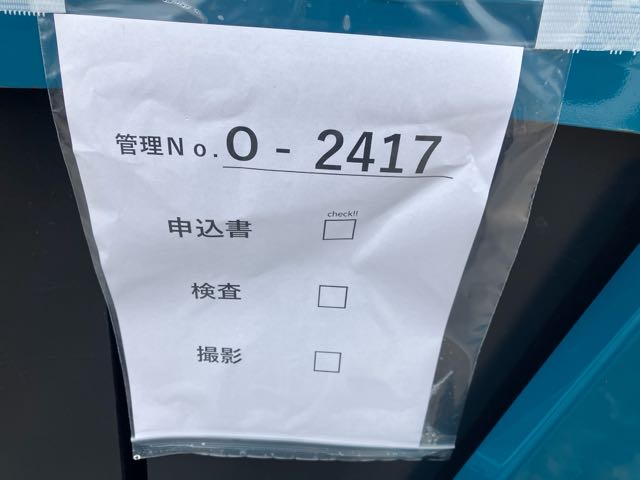 管理No. O - 2417
check!!
申込書 □
検査 □
撮影 □